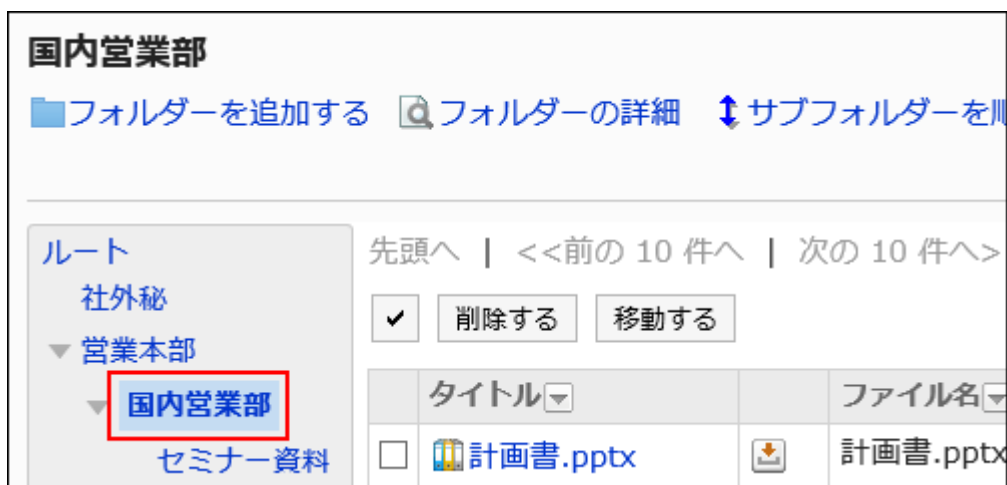 国内営業部
フォルダーを追加する フォルダーの詳細 サブフォルダーを
ルート
社外秘
営業本部
国内営業部
セミナー資料
先頭へ | <<前の 10 件へ | 次の 10 件へ>
削除する 移動する
タイトル ファイル名
計画書.pptx 計画書.pptx